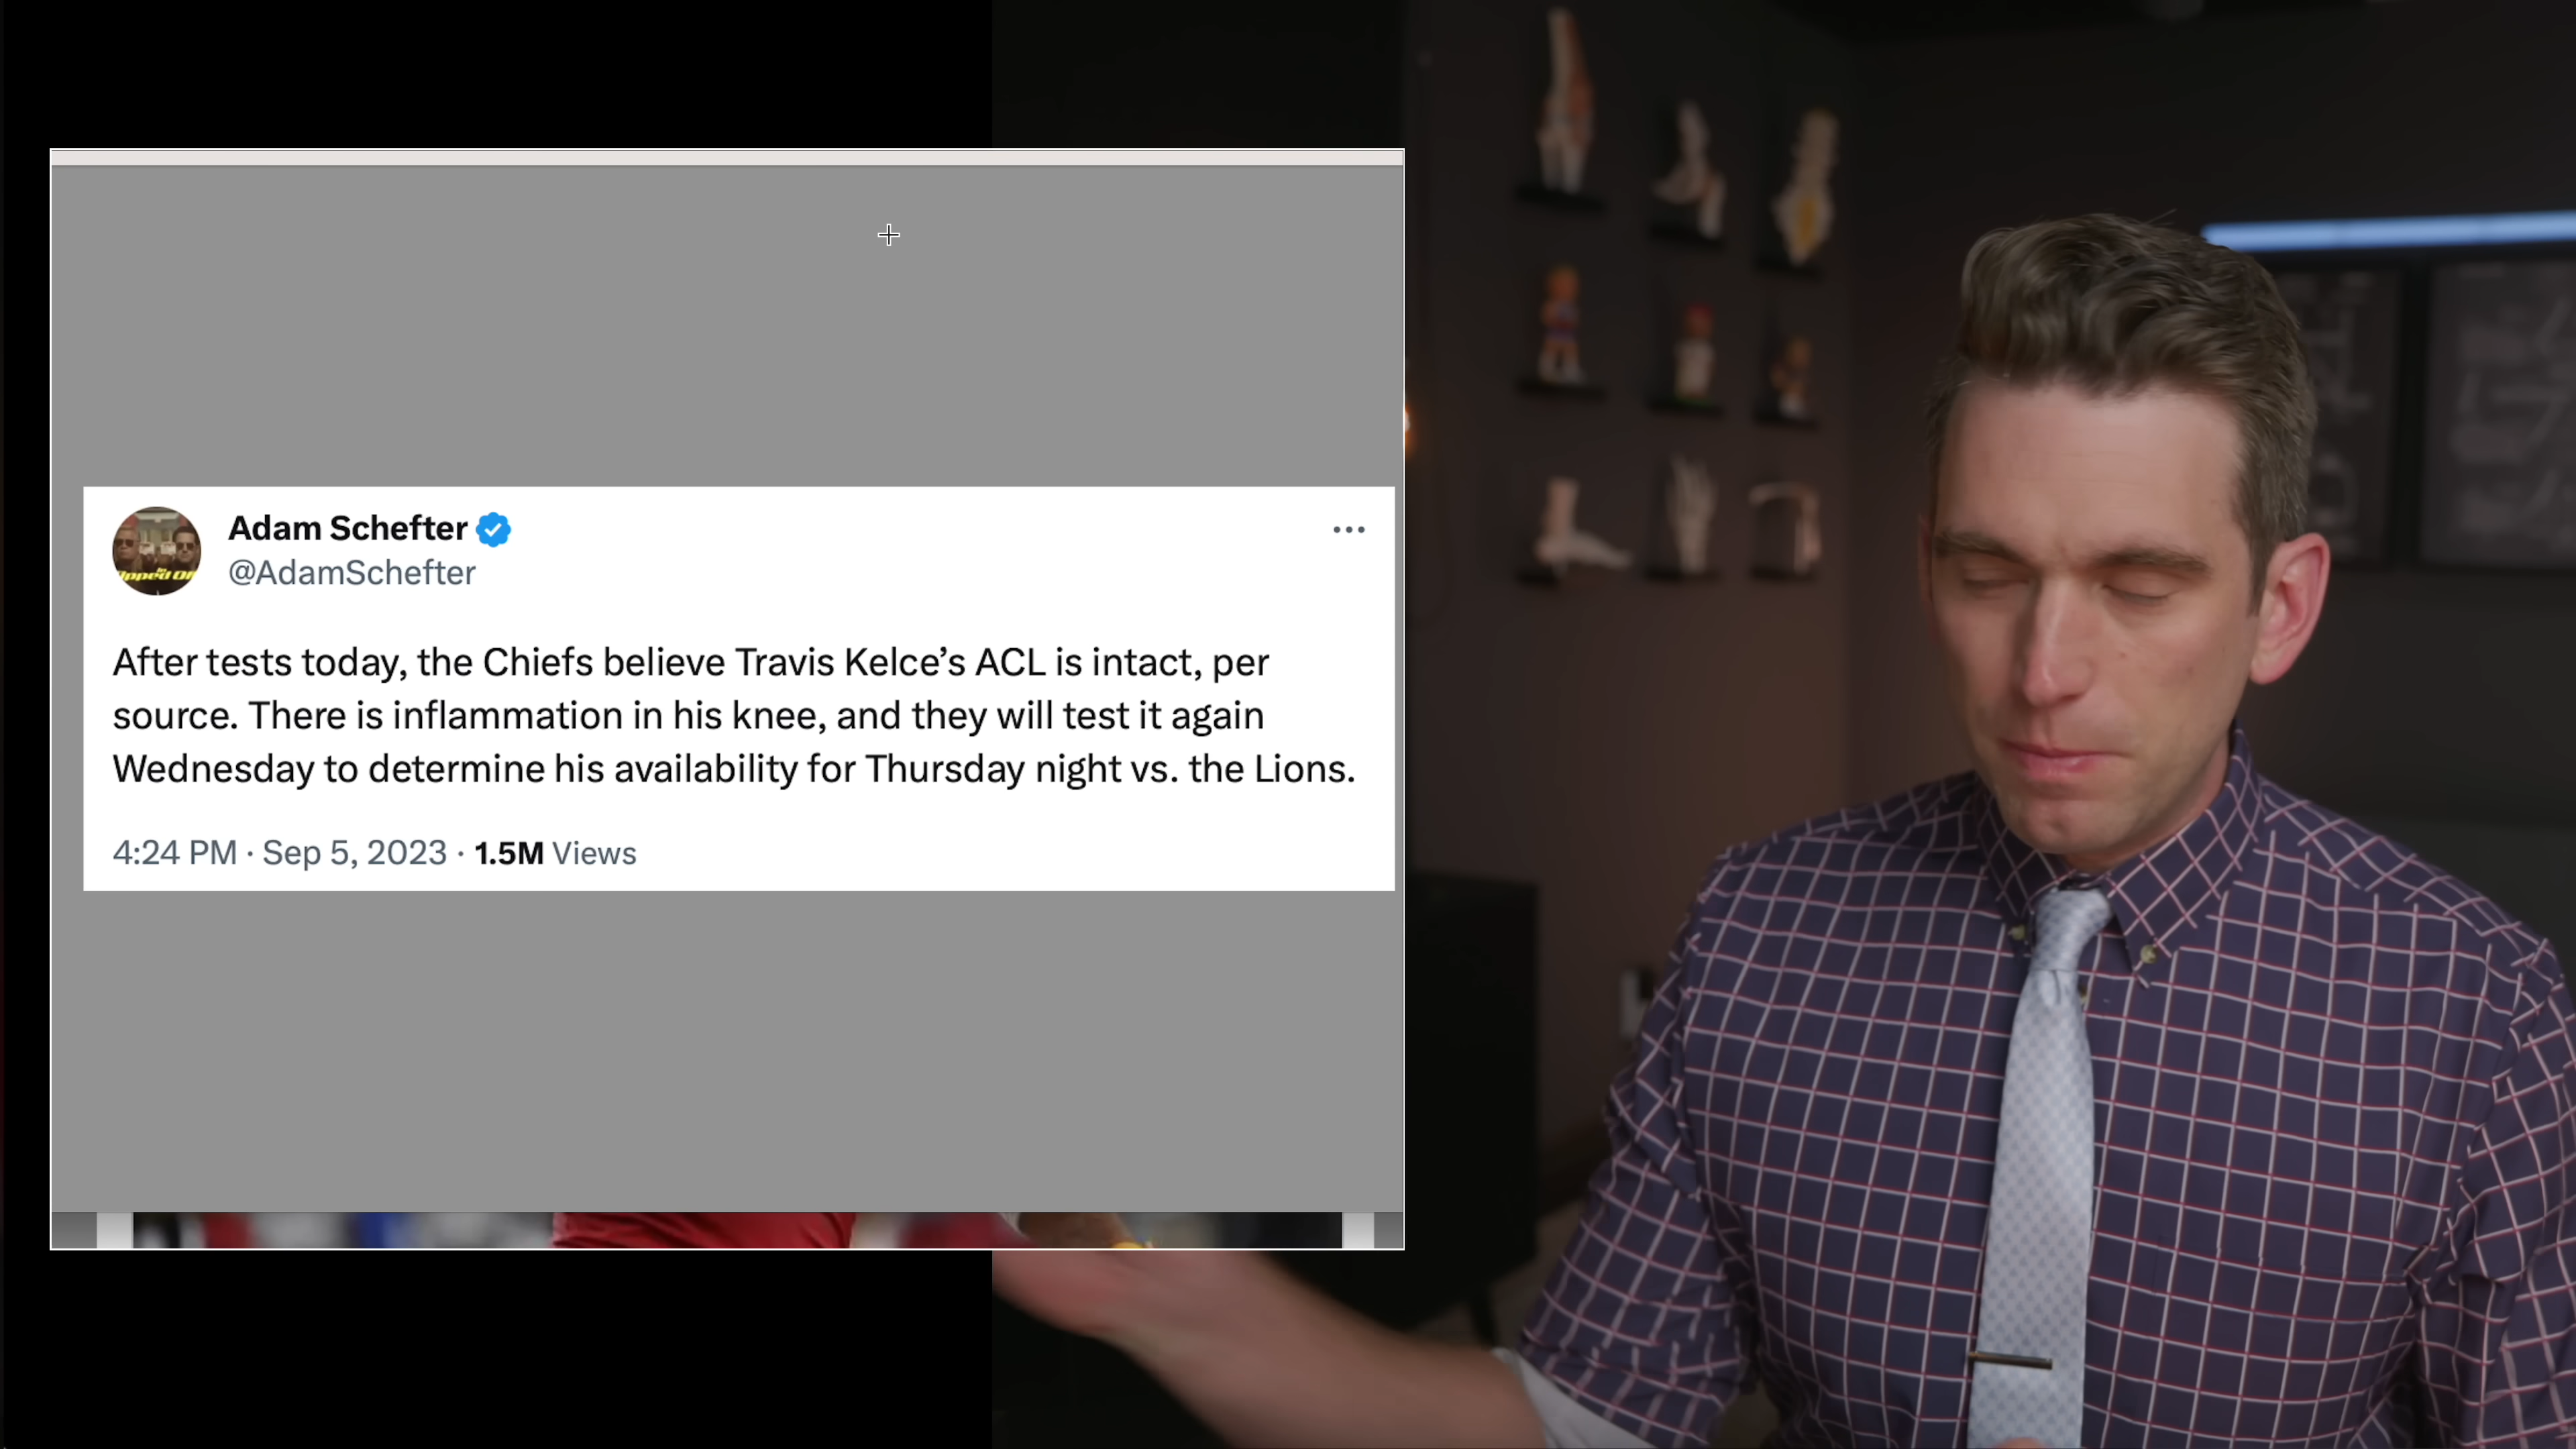 Adam Schefter
@AdamSchefter
After tests today, the Chiefs believe Travis Kelce’s ACL is intact, per
source. There is inflammation in his knee, and they will test it again
Wednesday to determine his availability for Thursday night vs. the Lions.
4:24 PM · Sep 5, 2023 · 1.5M Views